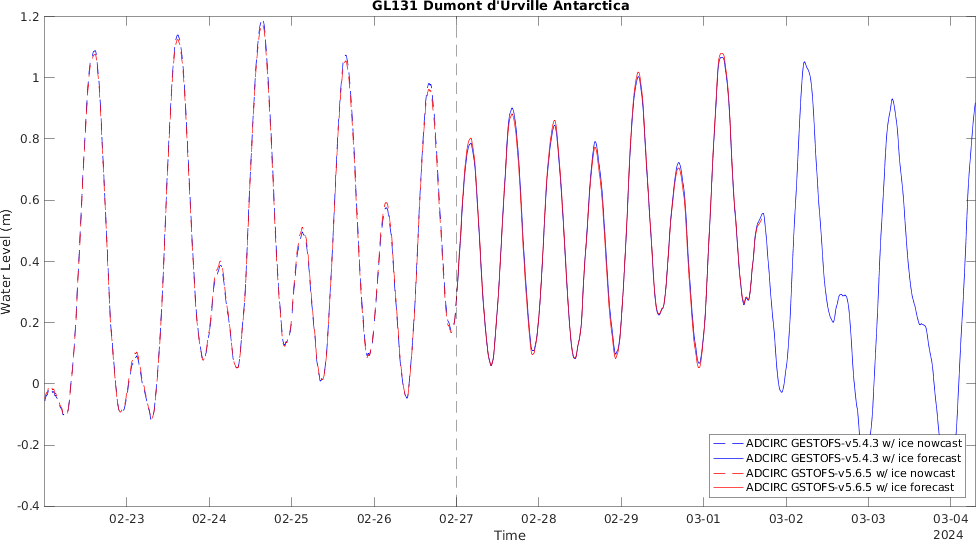 GL131 Dumont d'Urville Antarctica
1.2
1
0.8
0.6
0.4
0.2
0
-0.2
-0.4
Water Level (m)
ADCIRC GESTOFS-v5.4.3 w/ ice nowcast
ADCIRC GESTOFS-v5.4.3 w/ ice forecast
ADCIRC GSTOFS-v5.6.5 w/ ice nowcast
ADCIRC GSTOFS-v5.6.5 w/ ice forecast
02-23 02-24 02-25 02-26 02-27 02-28 02-29 03-01 03-02 03-03 03-04
Time 2024